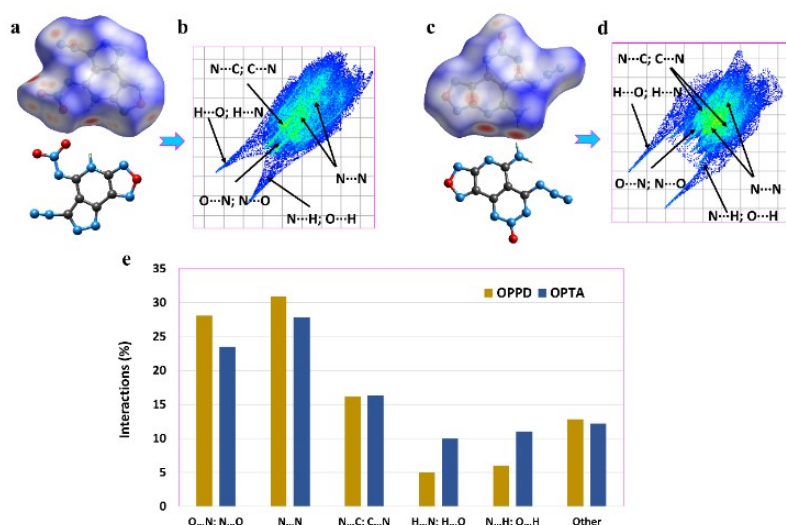 a
b
c
d
N···C; C···N
H···O; H···N
O···N; N···O
N···N
N···H; O···H
N···C; C···N
H···O; H···N
O···N; N···O
N···N
N···H; O···H
e
35
30
25
20
15
10
5
0
Interactions (%)
OPPD OPTA
O...N; N...O N...N N...C; C...N H...N; H...O N...H; O...H Other